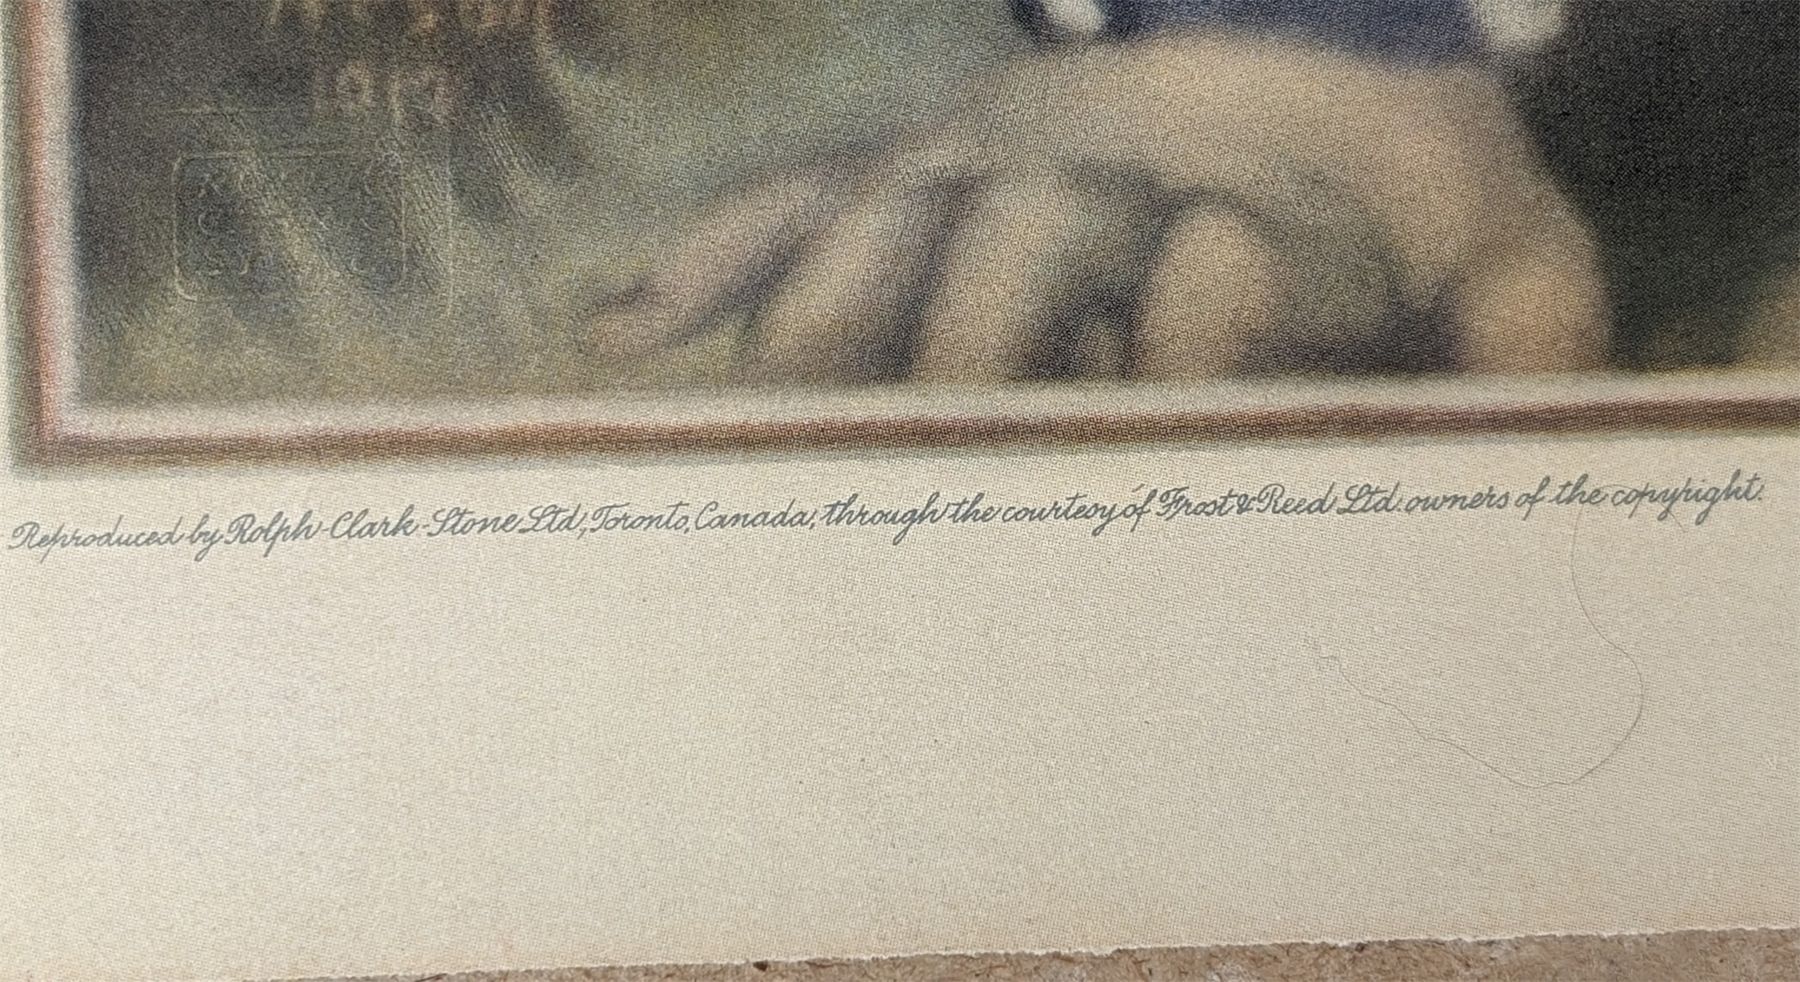 Reproduced by Rolph-Clark-Stone Ltd, Toronto, Canada, through the courtesy of Frost & Reed Ltd. owners of the copyright.